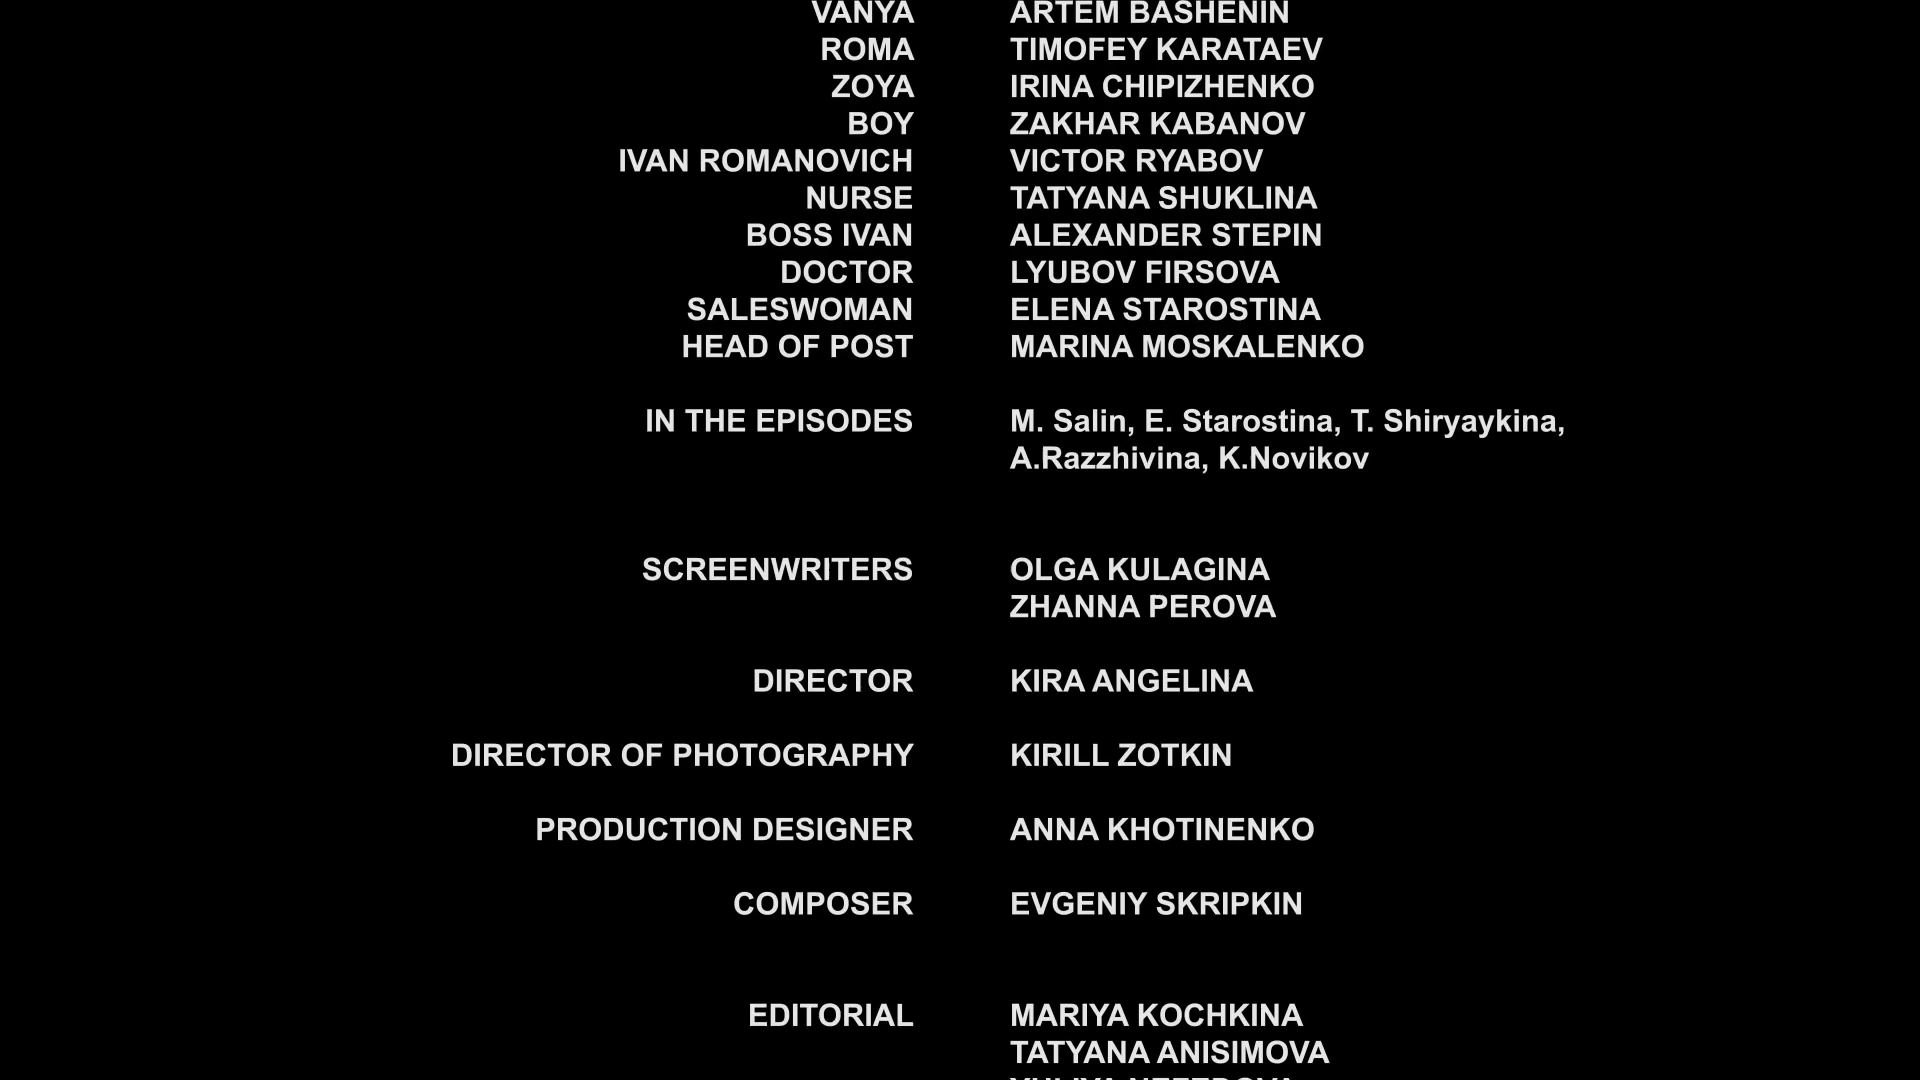 VANYA ARTEM BASHENIN
ROMA TIMOFEY KARATAEV
ZOYA IRINA CHIPIZHENKO
BOY ZAKHAR KABANOV
IVAN ROMANOVICH VICTOR RYABOV
NURSE TATYANA SHUKLINA
BOSS IVAN ALEXANDER STEPIN
DOCTOR LYUBOV FIRSOVA
SALESWOMAN ELENA STAROSTINA
HEAD OF POST MARINA MOSKALENKO
IN THE EPISODES M. Salin, E. Starostina, T. Shiryaykina,
A.Razzhivina, K.Novikov
SCREENWRITERS OLGA KULAGINA
ZHANNA PEROVA
DIRECTOR KIRA ANGELINA
DIRECTOR OF PHOTOGRAPHY KIRILL ZOTKIN
PRODUCTION DESIGNER ANNA KHOTINENKO
COMPOSER EVGENIY SKRIPKIN
EDITORIAL MARIYA KOCHKINA
TATYANA ANISIMOVA